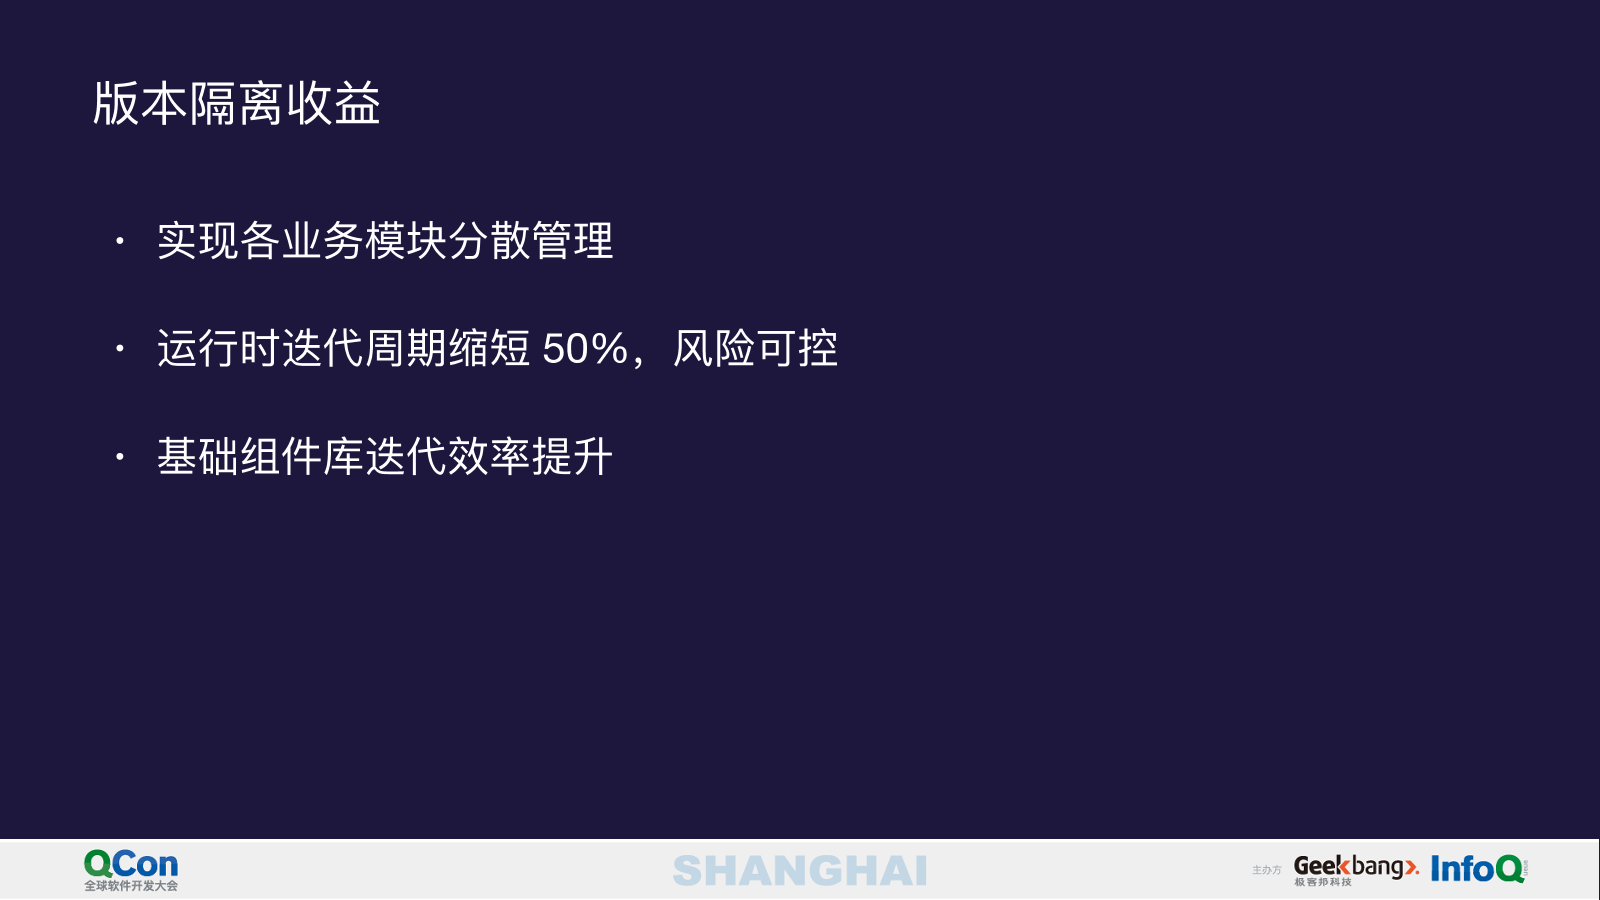 版本隔离收益
· 实现各业务模块分散管理
· 运行时迭代周期缩短 50%，风险可控
· 基础组件库迭代效率提升
QCon
全球软件开发大会
SHANGHAI
主办方
Geekbang
极客邦科技
InfoQ